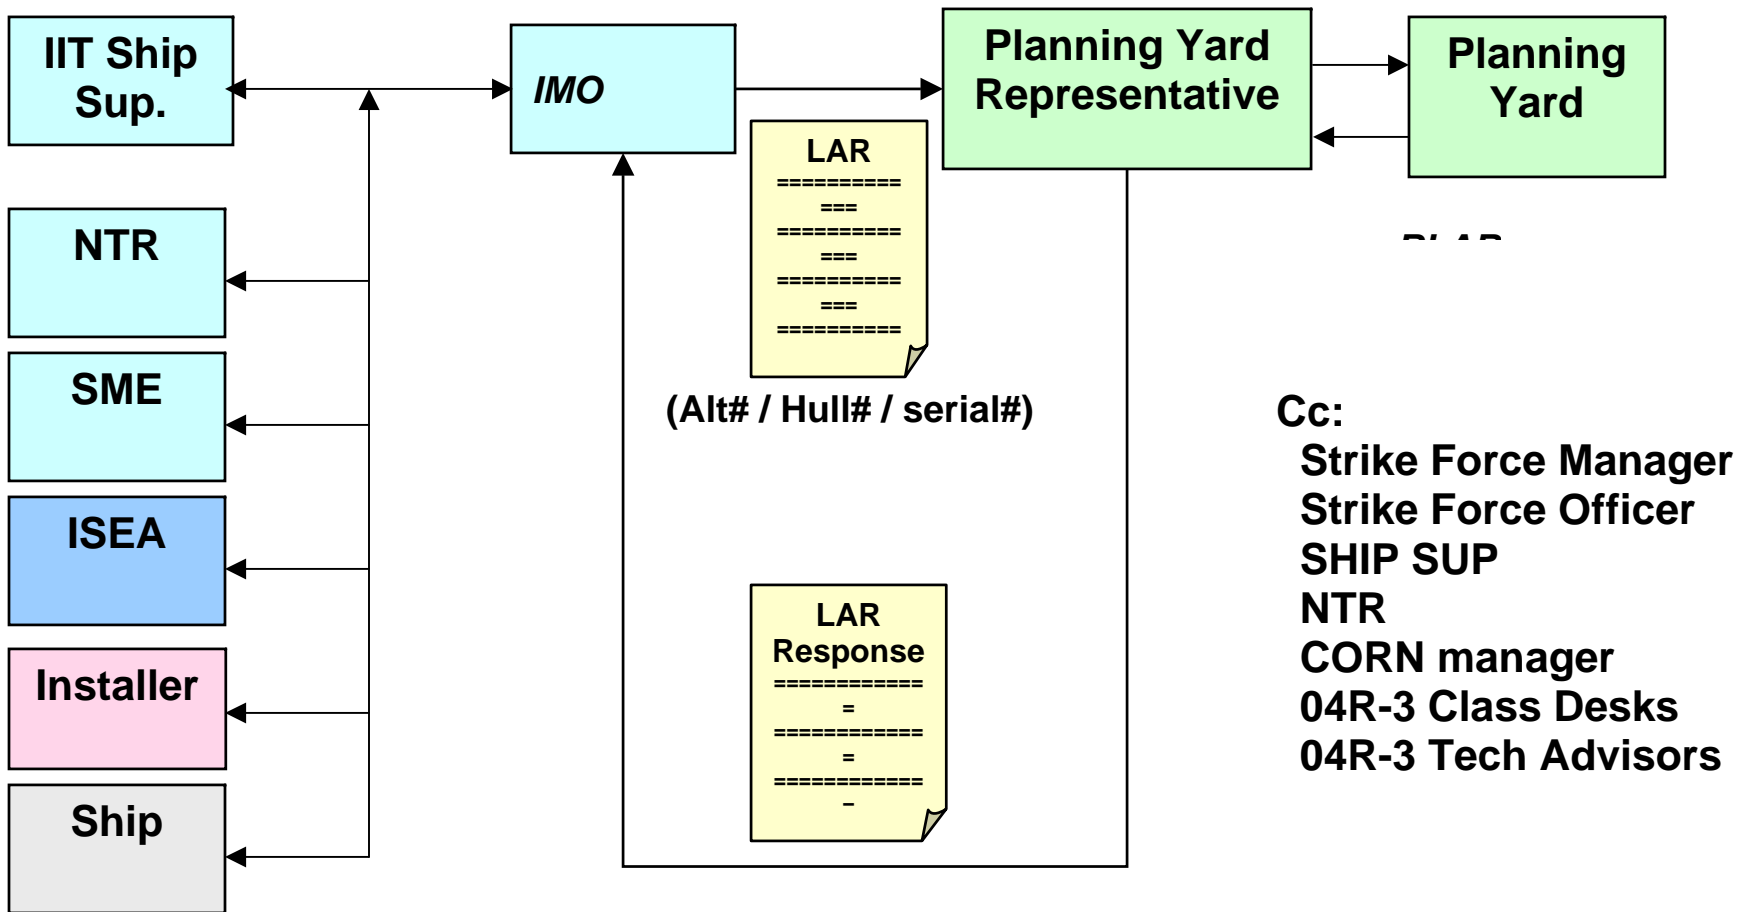 IIT Ship
Sup.
IMO
Planning Yard
Representative
Planning
Yard
NTR
SME
ISEA
Installer
Ship
LAR
==========
===
==========
===
==========
===
==========
(Alt# / Hull# / serial#)
LAR
Response
============
=
============
=
============
Cc:
Strike Force Manager
Strike Force Officer
SHIP SUP
NTR
CORN manager
04R-3 Class Desks
04R-3 Tech Advisors